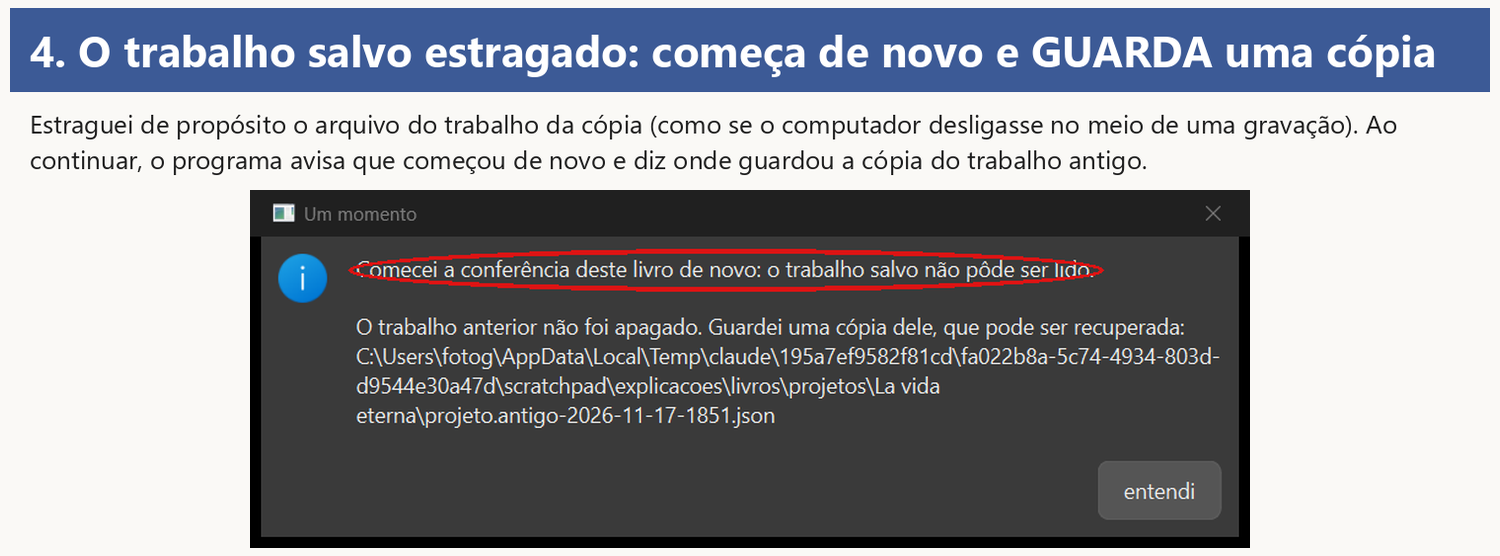 4. O trabalho salvo estragado: começa de novo e GUARDA uma cópia
Estraguei de propósito o arquivo do trabalho da cópia (como se o computador desligasse no meio de uma gravação). Ao
continuar, o programa avisa que começou de novo e diz onde guardou a cópia do trabalho antigo.
Um momento
Comecei a conferência deste livro de novo: o trabalho salvo não pôde ser lido.
O trabalho anterior não foi apagado. Guardei uma cópia dele, que pode ser recuperada:
C:\Users\fotog\AppData\Local\Temp\claude\195a7ef9582f81cd\fa022b8a-5c74-4934-803d-
d9544e30a47d\scratchpad\explicacoes\livros\projetos\La vida
eterna\projeto.antigo-2026-11-17-1851.json
entendi